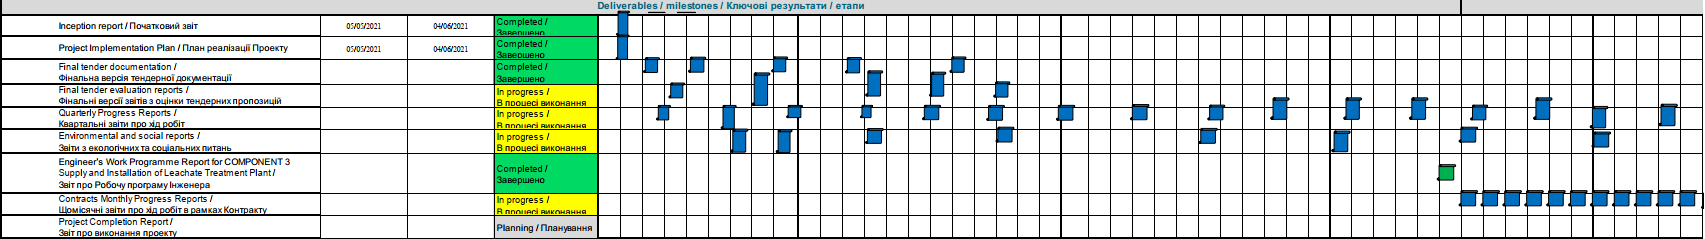 Deliverables / milestones / Ключові результати / етапи
Inception report / Початковий звіт
05/05/2021
04/06/2021
Completed /
Завершено
Project Implementation Plan / План реалізації Проекту
05/05/2021
04/06/2021
Completed /
Завершено
Final tender documentation /
Фінальна версія тендерної документації
Completed /
Завершено
Final tender evaluation reports /
Фінальні версії звітів з оцінки тендерних пропозицій
In progress /
В процесі виконання
Quarterly Progress Reports /
Квартальні звіти про хід робіт
In progress /
В процесі виконання
Environmental and social reports /
Звіти з екологічних та соціальних питань
In progress /
В процесі виконання
Engineer's Work Programme Report for COMPONENT 3
Supply and Installation of Leachate Treatment Plant /
Звіт про Робочу програму Інженера
Completed /
Завершено
Contracts Monthly Progress Reports /
Щомісячні звіти про хід робіт в рамках Контракту
In progress /
В процесі виконання
Project Completion Report /
Звіт про виконання проекту
Planning / Планування